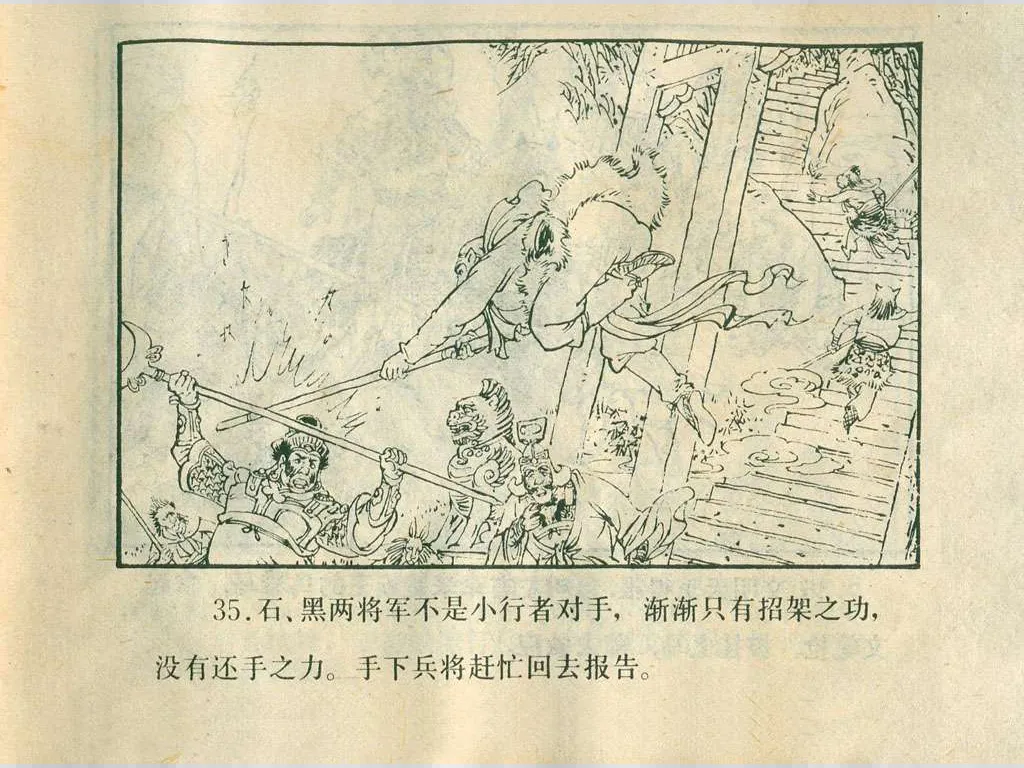 35.石、黑两将军不是小行者对手，渐渐只有招架之功，
没有还手之力。手下兵将赶忙回去报告。